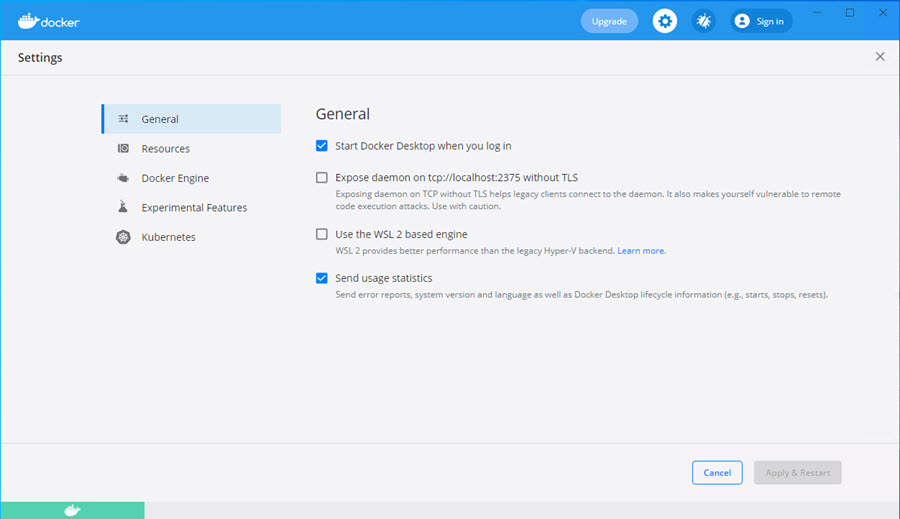 docker
Upgrade
Sign in
Settings
General
Resources
Docker Engine
Experimental Features
Kubernetes
General
Start Docker Desktop when you log in
Expose daemon on tcp://localhost:2375 without TLS
Exposing daemon on TCP without TLS helps legacy clients connect to the daemon. It also makes yourself vulnerable to remote
code execution attacks. Use with caution.
Use the WSL 2 based engine
WSL 2 provides better performance than the legacy Hyper-V backend. Learn more.
Send usage statistics
Send error reports, system version and language as well as Docker Desktop lifecycle information (e.g., starts, stops, resets).
Cancel
Apply & Restart